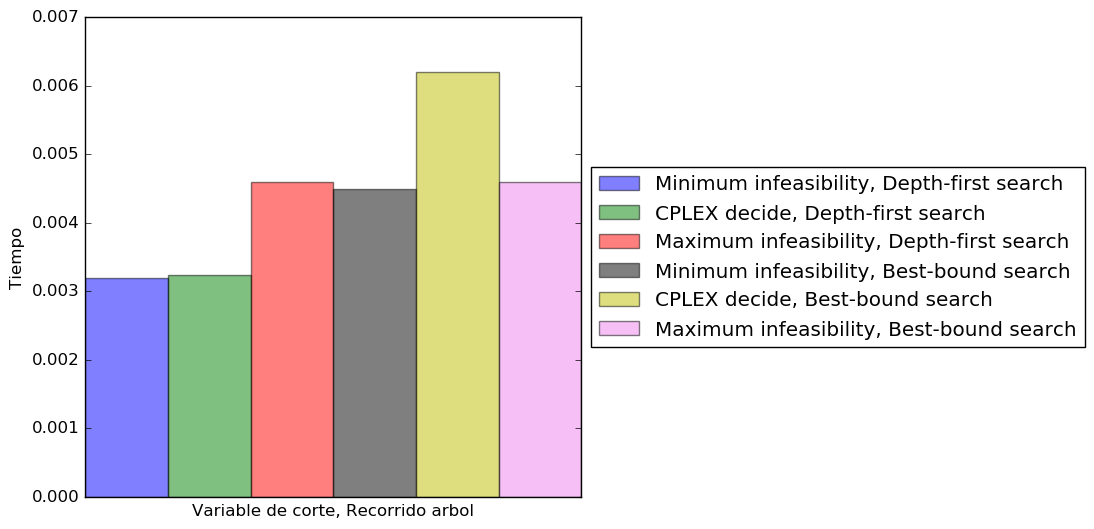 0.007
0.006
0.005
0.004
0.003
0.002
0.001
0.000
Tiempo
Variable de corte, Recorrido arbol
Minimum infeasibility, Depth-first search
CPLEX decide, Depth-first search
Maximum infeasibility, Depth-first search
Minimum infeasibility, Best-bound search
CPLEX decide, Best-bound search
Maximum infeasibility, Best-bound search